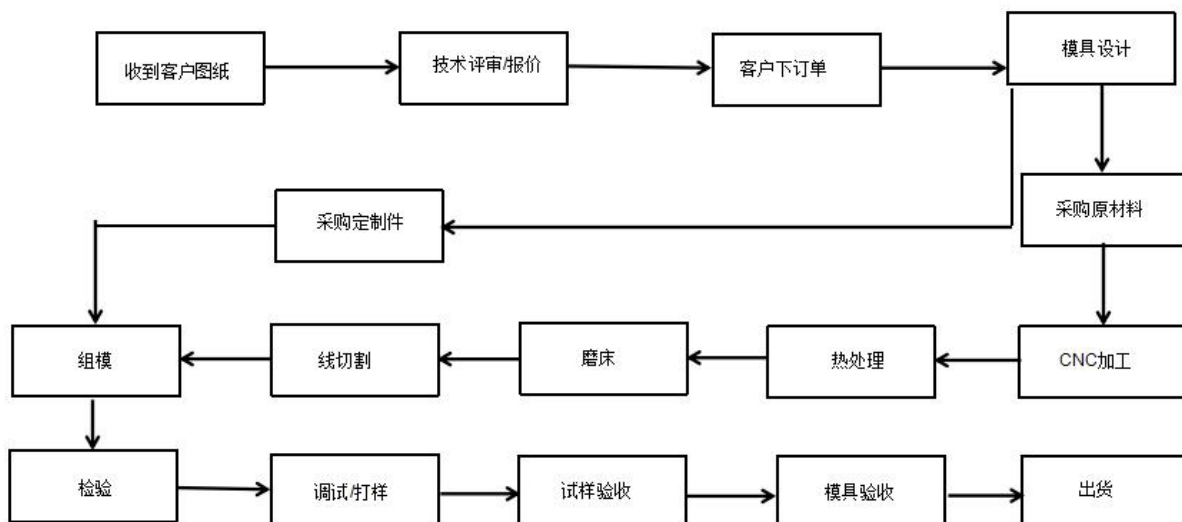 收到客户图纸
技术评审/报价
客户下订单
模具设计
采购定制件
采购原材料
组模
线切割
磨床
热处理
CNC加工
检验
调试/打样
试样验收
模具验收
出货